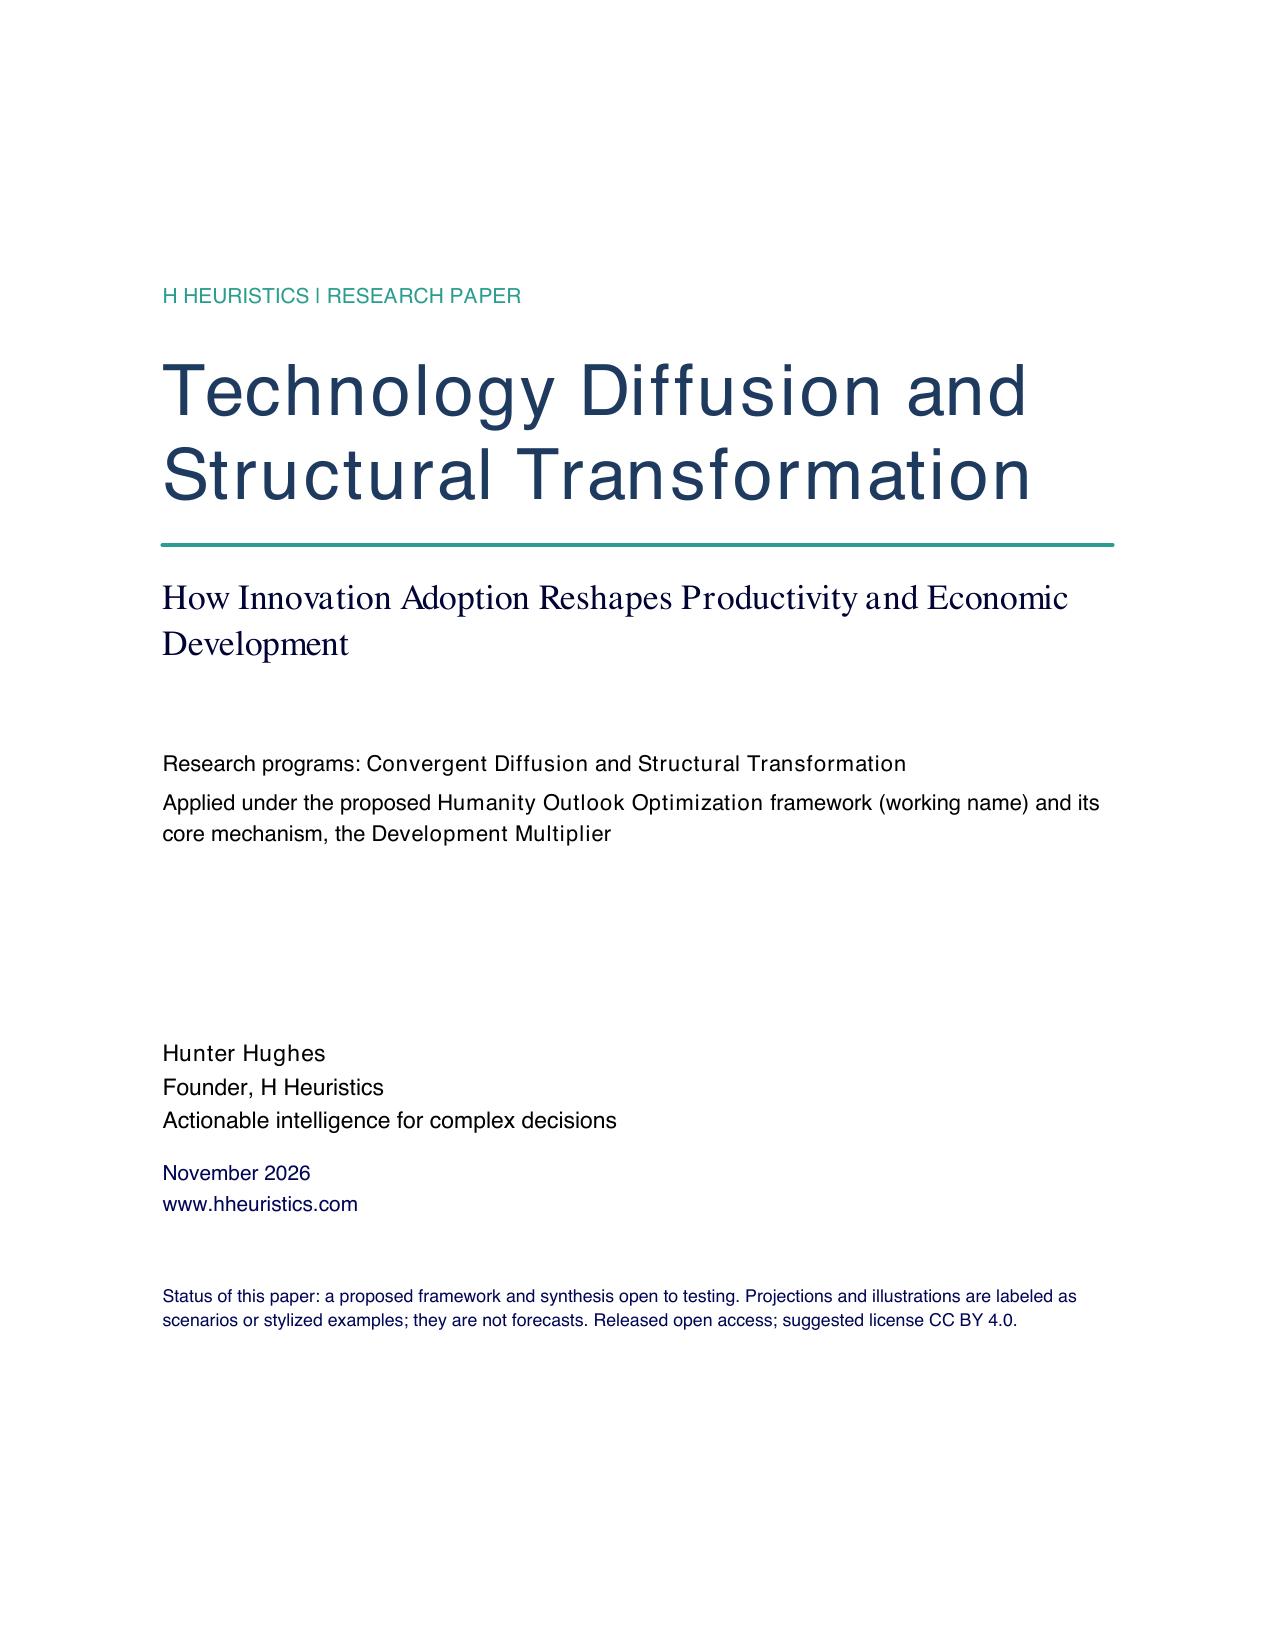 H HEURISTICS | RESEARCH PAPER
Technology Diffusion and
Structural Transformation
How Innovation Adoption Reshapes Productivity and Economic
Development
Research programs: Convergent Diffusion and Structural Transformation
Applied under the proposed Humanity Outlook Optimization framework (working name) and its
core mechanism, the Development Multiplier
Hunter Hughes
Founder, H Heuristics
Actionable intelligence for complex decisions
November 2026
www.hheuristics.com
Status of this paper: a proposed framework and synthesis open to testing. Projections and illustrations are labeled as
scenarios or stylized examples; they are not forecasts. Released open access; suggested license CC BY 4.0.